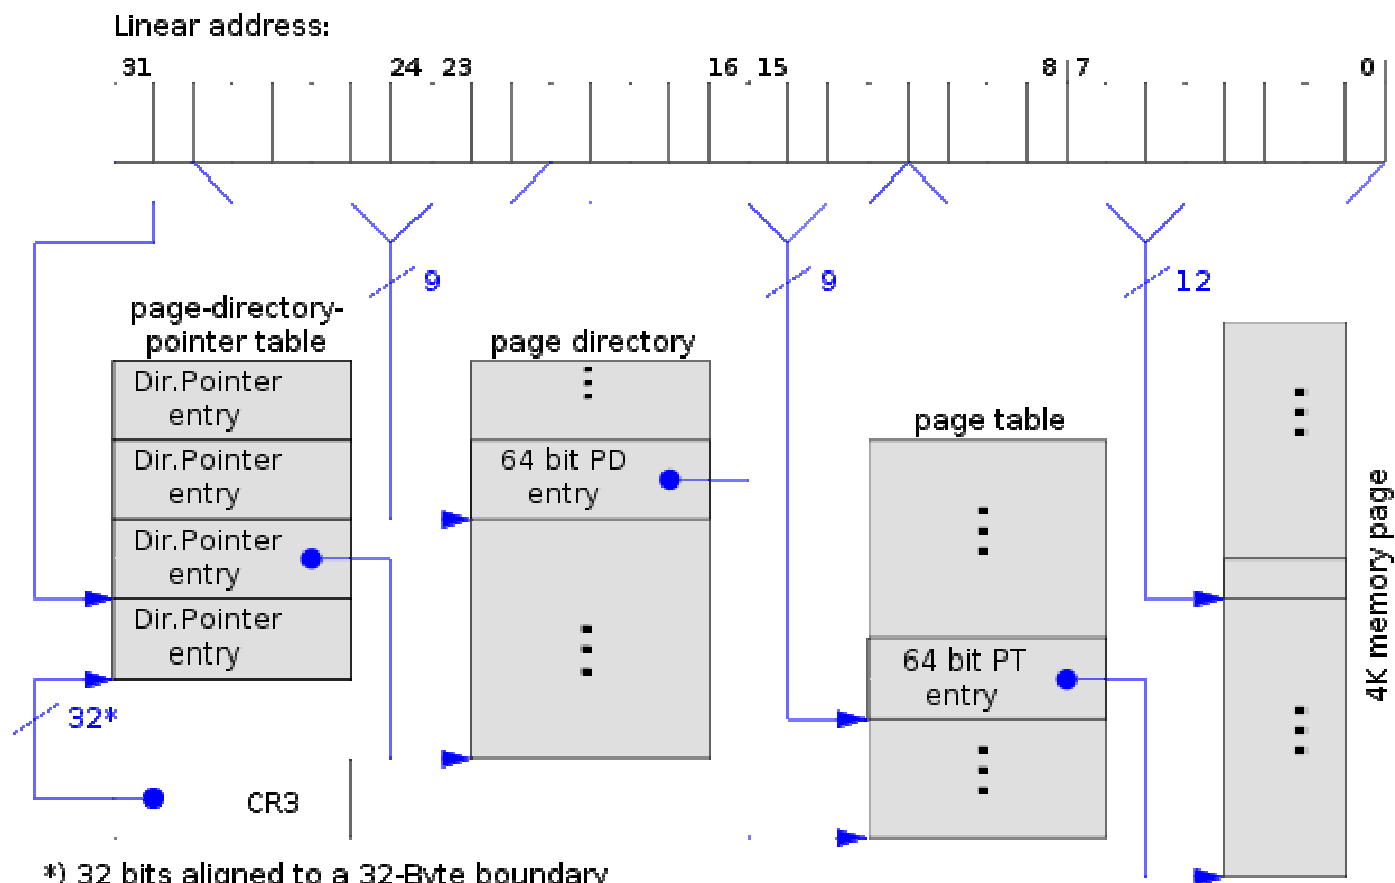 Linear address:
31 24 23 16 15 8 7 0
9 9 12
page-directory-
pointer table
page directory
page table
Dir.Pointer
entry
Dir.Pointer
entry
Dir.Pointer
entry
Dir.Pointer
entry
64 bit PD
entry
64 bit PT
entry
4K memory page
32*
CR3
*) 32 bits aligned to a 32-Byte boundary